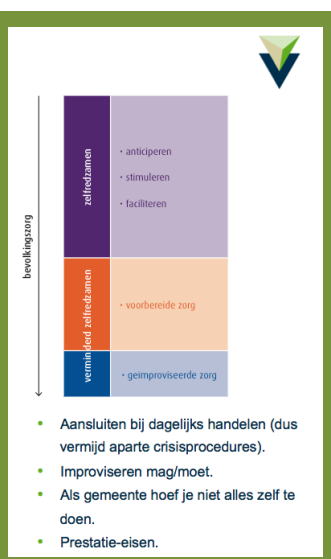 bevolkingszorg
zelfredzamen
• anticiperen
• stimuleren
• faciliteren
verminderd zelfredzamen
• voorbereide zorg
• geïmproviseerde zorg
• Aansluiten bij dagelijks handelen (dus
vermijd aparte crisisprocedures).
• Improviseren mag/moet.
• Als gemeente hoef je niet alles zelf te
doen.
• Prestatie-eisen.